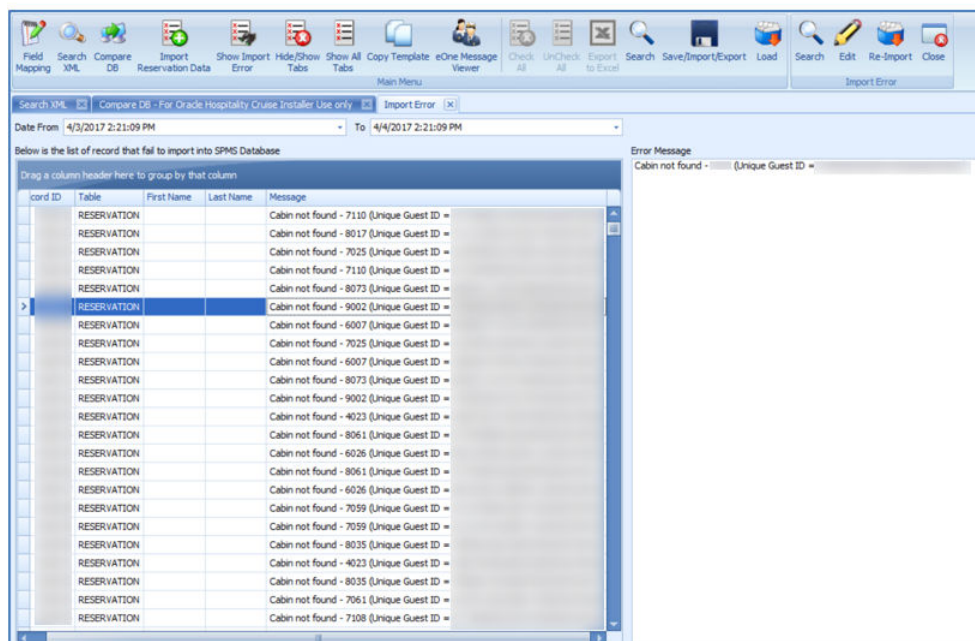 Field Mapping
Search XML
Compare DB
Import Reservation Data
Show Import Error
Hide/Show Tabs
Show All Tabs
Copy Template
eOne Message Viewer
Check All
UnCheck All
Export to Excel
Search
Save/Import/Export
Load
Search
Edit
Re-Import
Close
Main Menu
Import Error
Search XML
Compare DB - For Oracle Hospitality Cruise Installer Use only
Import Error
Date From 4/3/2017 2:21:09 PM To 4/4/2017 2:21:09 PM
Below is the list of record that fail to import into SPMS Database
Error Message
Cabin not found - (Unique Guest ID =
Drag a column header here to group by that column
cord ID Table First Name Last Name Message
RESERVATION Cabin not found - 7110 (Unique Guest ID =
RESERVATION Cabin not found - 8017 (Unique Guest ID =
RESERVATION Cabin not found - 7025 (Unique Guest ID =
RESERVATION Cabin not found - 7110 (Unique Guest ID =
RESERVATION Cabin not found - 8073 (Unique Guest ID =
RESERVATION Cabin not found - 9002 (Unique Guest ID =
RESERVATION Cabin not found - 6007 (Unique Guest ID =
RESERVATION Cabin not found - 7025 (Unique Guest ID =
RESERVATION Cabin not found - 6007 (Unique Guest ID =
RESERVATION Cabin not found - 8073 (Unique Guest ID =
RESERVATION Cabin not found - 9002 (Unique Guest ID =
RESERVATION Cabin not found - 4023 (Unique Guest ID =
RESERVATION Cabin not found - 8061 (Unique Guest ID =
RESERVATION Cabin not found - 6026 (Unique Guest ID =
RESERVATION Cabin not found - 8061 (Unique Guest ID =
RESERVATION Cabin not found - 6026 (Unique Guest ID =
RESERVATION Cabin not found - 7059 (Unique Guest ID =
RESERVATION Cabin not found - 7059 (Unique Guest ID =
RESERVATION Cabin not found - 8035 (Unique Guest ID =
RESERVATION Cabin not found - 4023 (Unique Guest ID =
RESERVATION Cabin not found - 8035 (Unique Guest ID =
RESERVATION Cabin not found - 7061 (Unique Guest ID =
RESERVATION Cabin not found - 7108 (Unique Guest ID =